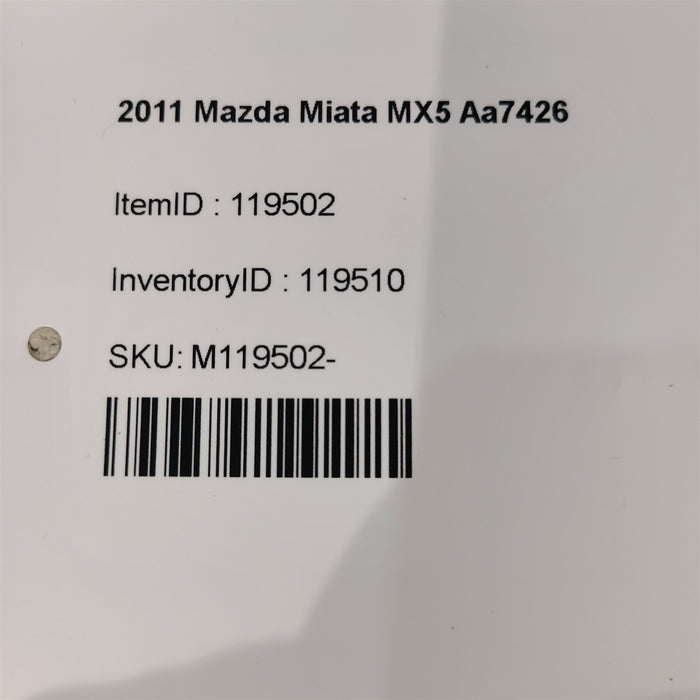 2011 Mazda Miata MX5 Aa7426
ItemID : 119502
InventoryID : 119510
SKU: M119502-